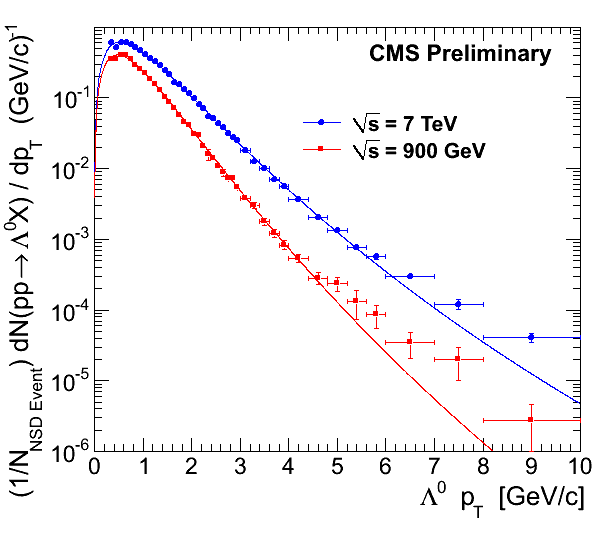 CMS Preliminary
√s = 7 TeV
√s = 900 GeV
(1/N_NSD Event) dN(pp→Λ⁰X) / dp_T (GeV/c)⁻¹
10⁻¹
10⁻²
10⁻³
10⁻⁴
10⁻⁵
10⁻⁶
0 1 2 3 4 5 6 7 8 9 10
Λ⁰ p_T [GeV/c]